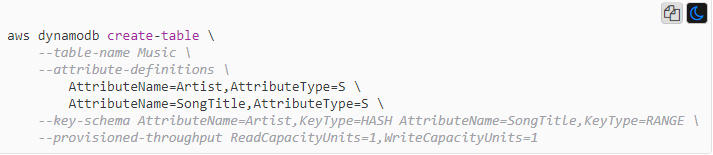 aws dynamodb create-table \
    --table-name Music \
    --attribute-definitions \
        AttributeName=Artist,AttributeType=S \
        AttributeName=SongTitle,AttributeType=S \
    --key-schema AttributeName=Artist,KeyType=HASH AttributeName=SongTitle,KeyType=RANGE \
    --provisioned-throughput ReadCapacityUnits=1,WriteCapacityUnits=1